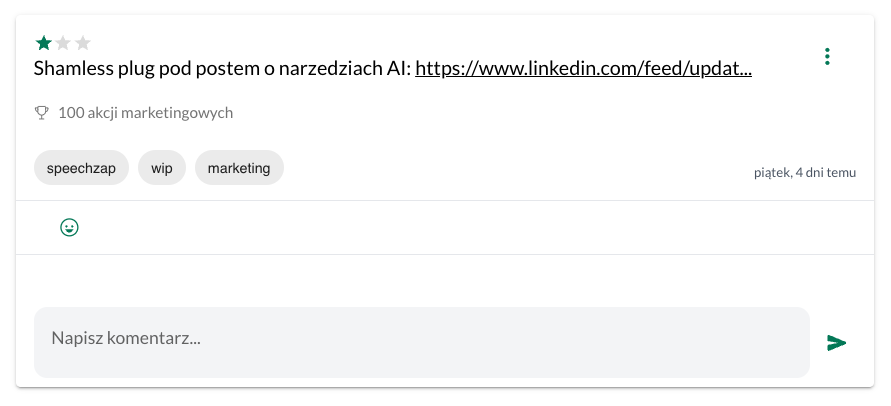 Shamless plug pod postem o narzedziach AI: https://www.linkedin.com/feed/updat...
100 akcji marketingowych
speechzap wip marketing
piątek, 4 dni temu
Napisz komentarz...